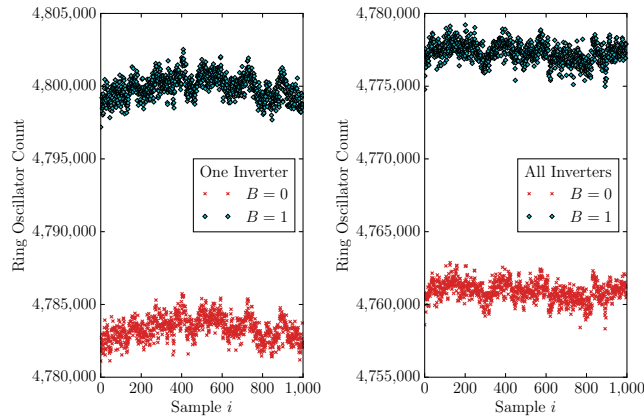 4,805,000
4,800,000
4,795,000
4,790,000
4,785,000
4,780,000
Ring Oscillator Count
0 200 400 600 800 1,000
Sample i
One Inverter
B = 0
B = 1
4,780,000
4,775,000
4,770,000
4,765,000
4,760,000
4,755,000
Ring Oscillator Count
0 200 400 600 800 1,000
Sample i
All Inverters
B = 0
B = 1